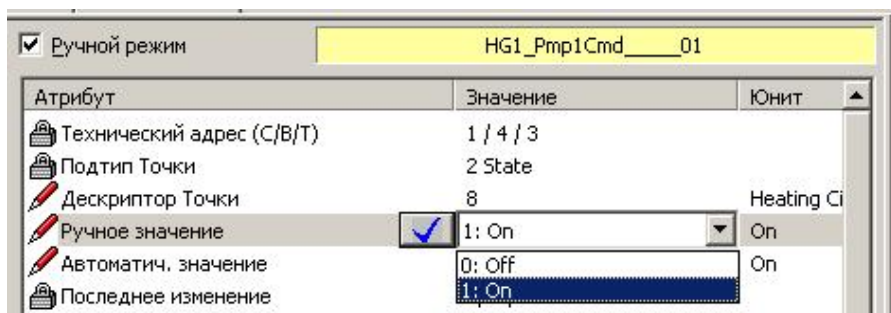 Ручной режим HG1_Pmp1Cmd_____01
Атрибут Значение Юнит
Технический адрес (C/B/T) 1 / 4 / 3
Подтип Точки 2 State
Дескриптор Точки 8 Heating Ci
Ручное значение 1: On On
Автоматич. значение 0: Off On
Последнее изменение 1: On